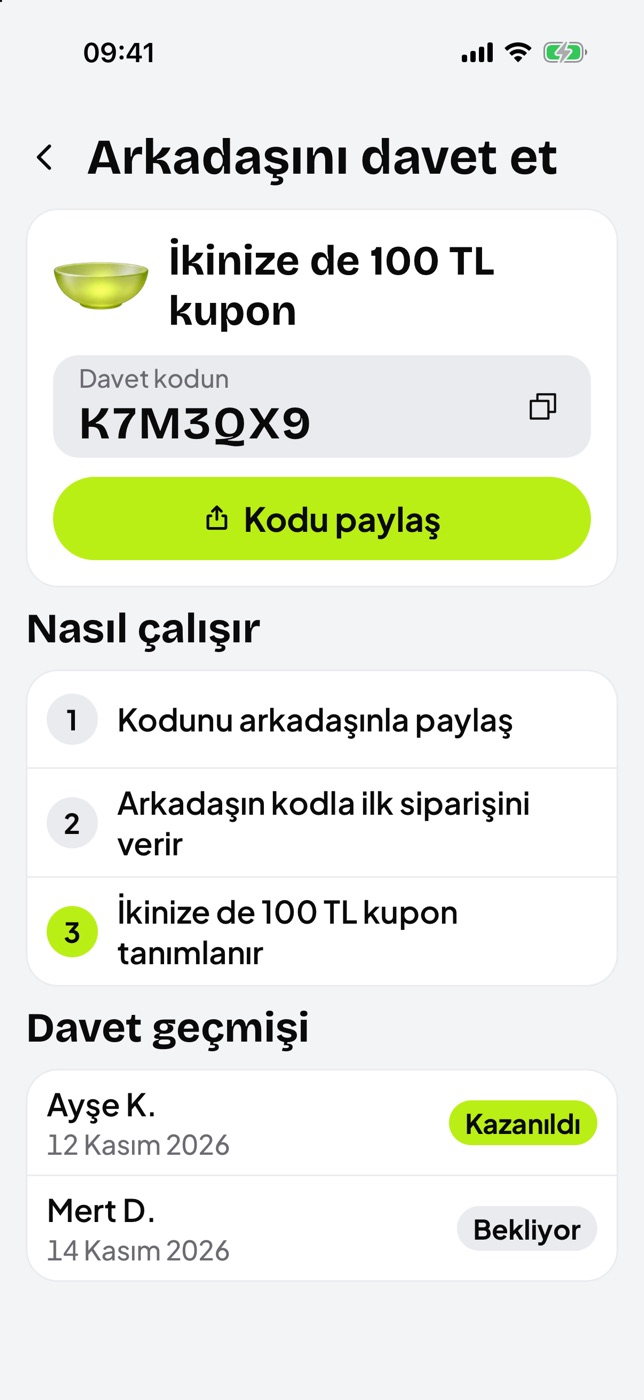 09:41
Arkadaşını davet et
İkinize de 100 TL
kupon
Davet kodun
K7M3QX9
Kodu paylaş
Nasıl çalışır
1 Kodunu arkadaşınla paylaş
2 Arkadaşın kodla ilk siparişini
verir
3 İkinize de 100 TL kupon
tanımlanır
Davet geçmişi
Ayşe K.
Kazanıldı
12 Kasım 2026
Mert D.
Bekliyor
14 Kasım 2026